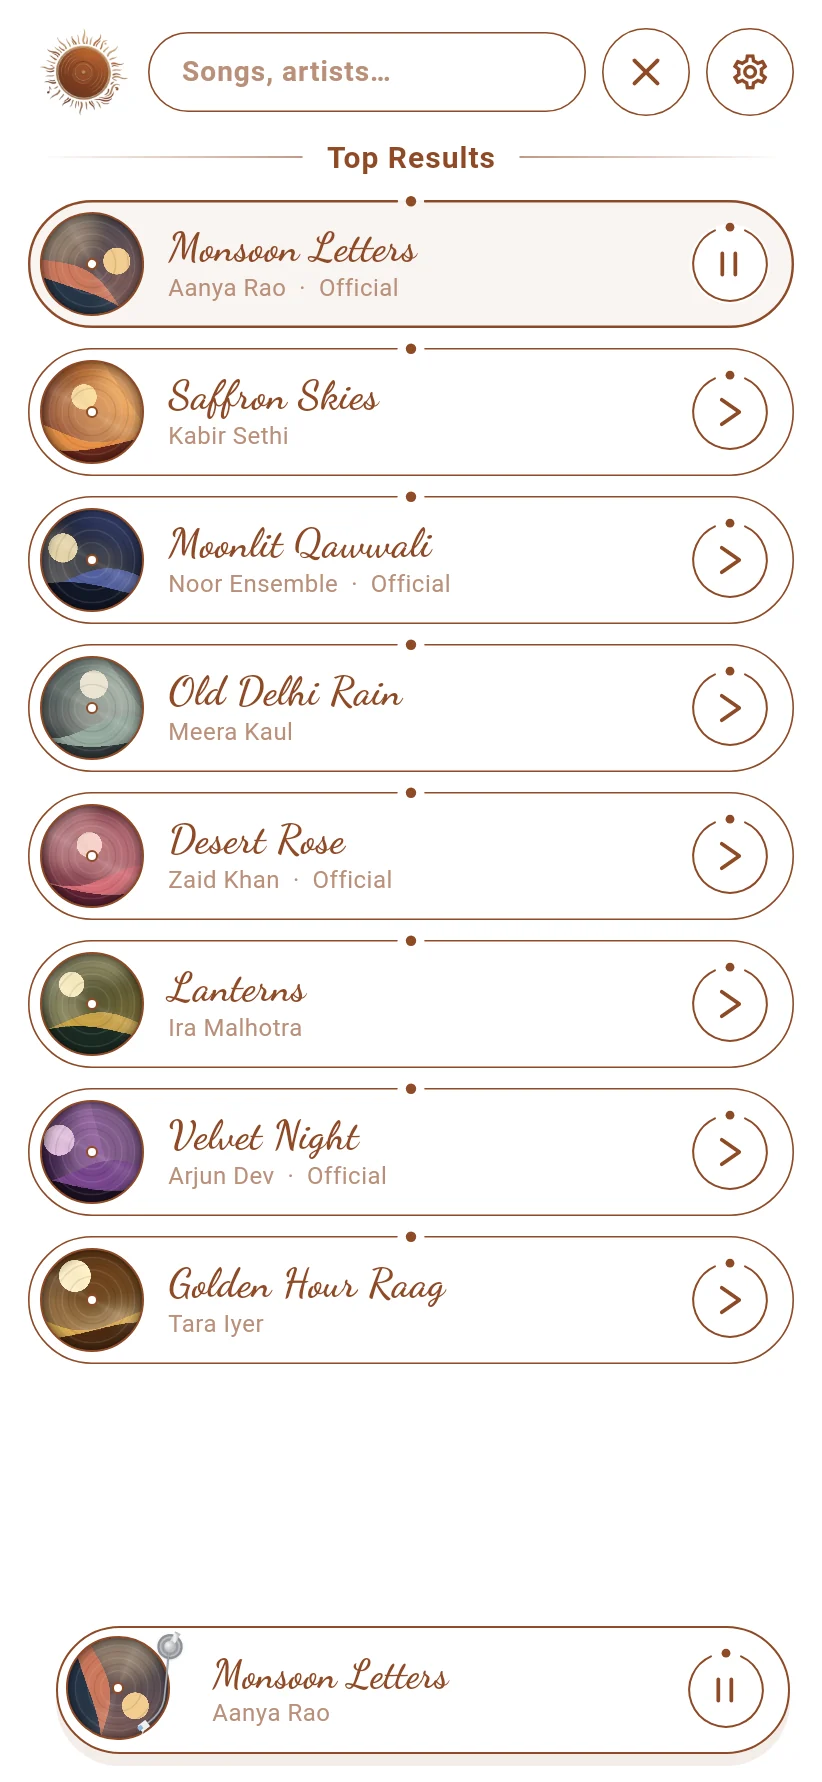 Songs, artists...
Top Results
Monsoon Letters
Aanya Rao · Official
Saffron Skies
Kabir Sethi
Moonlit Qawwali
Noor Ensemble · Official
Old Delhi Rain
Meera Kaul
Desert Rose
Zaid Khan · Official
Lanterns
Ira Malhotra
Velvet Night
Arjun Dev · Official
Golden Hour Raag
Tara Iyer
Monsoon Letters
Aanya Rao